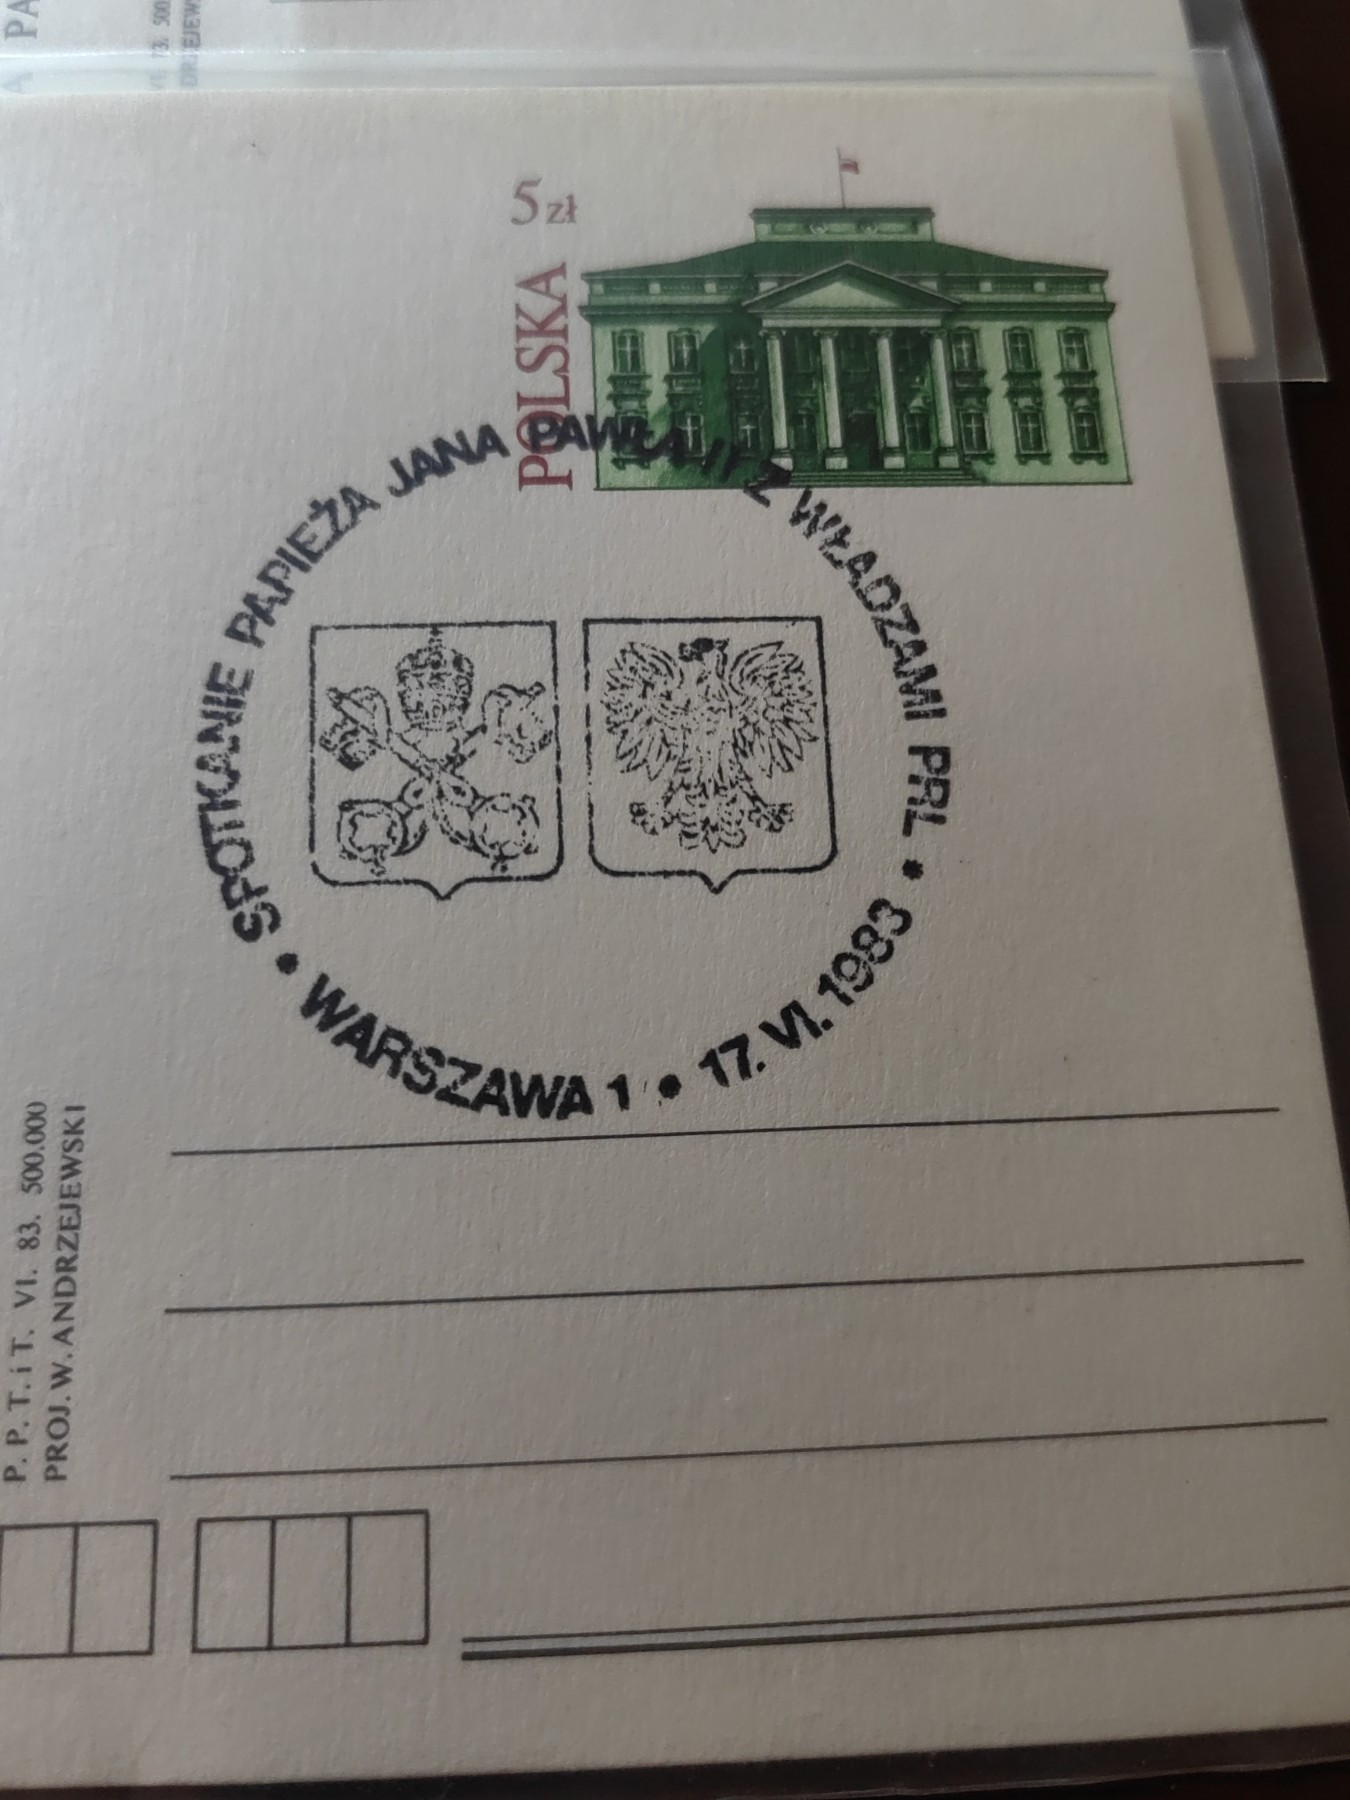 5 zł
POLSKA
SPOTKANIE PAPIEŻA JANA PAWŁA II Z WŁADZAMI PRL • WARSZAWA 1 • 17. VI. 1983
P. P. T. i T. VI. 83. 500.000
PROJ. W. ANDRZEJEWSKI